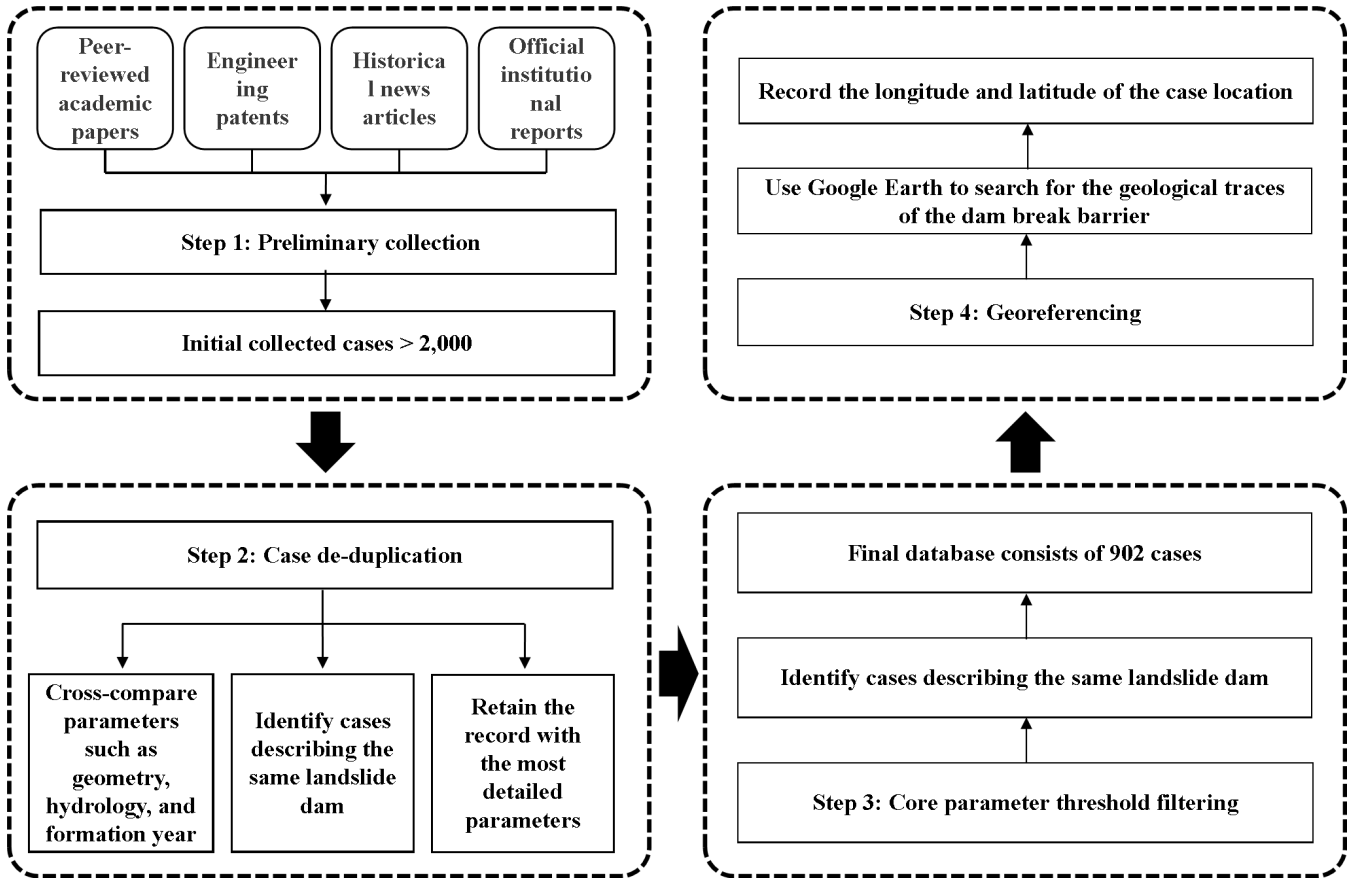 Peer-
reviewed
academic
papers
Engineer
ing
patents
Historica
l news
articles
Official
institutio
nal
reports
Step 1: Preliminary collection
Initial collected cases > 2,000
Step 2: Case de-duplication
Cross-compare
parameters
such as
geometry,
hydrology, and
formation year
Identify cases
describing the
same landslide
dam
Retain the
record with
the most
detailed
parameters
Final database consists of 902 cases
Identify cases describing the same landslide dam
Step 3: Core parameter threshold filtering
Record the longitude and latitude of the case location
Use Google Earth to search for the geological traces
of the dam break barrier
Step 4: Georeferencing